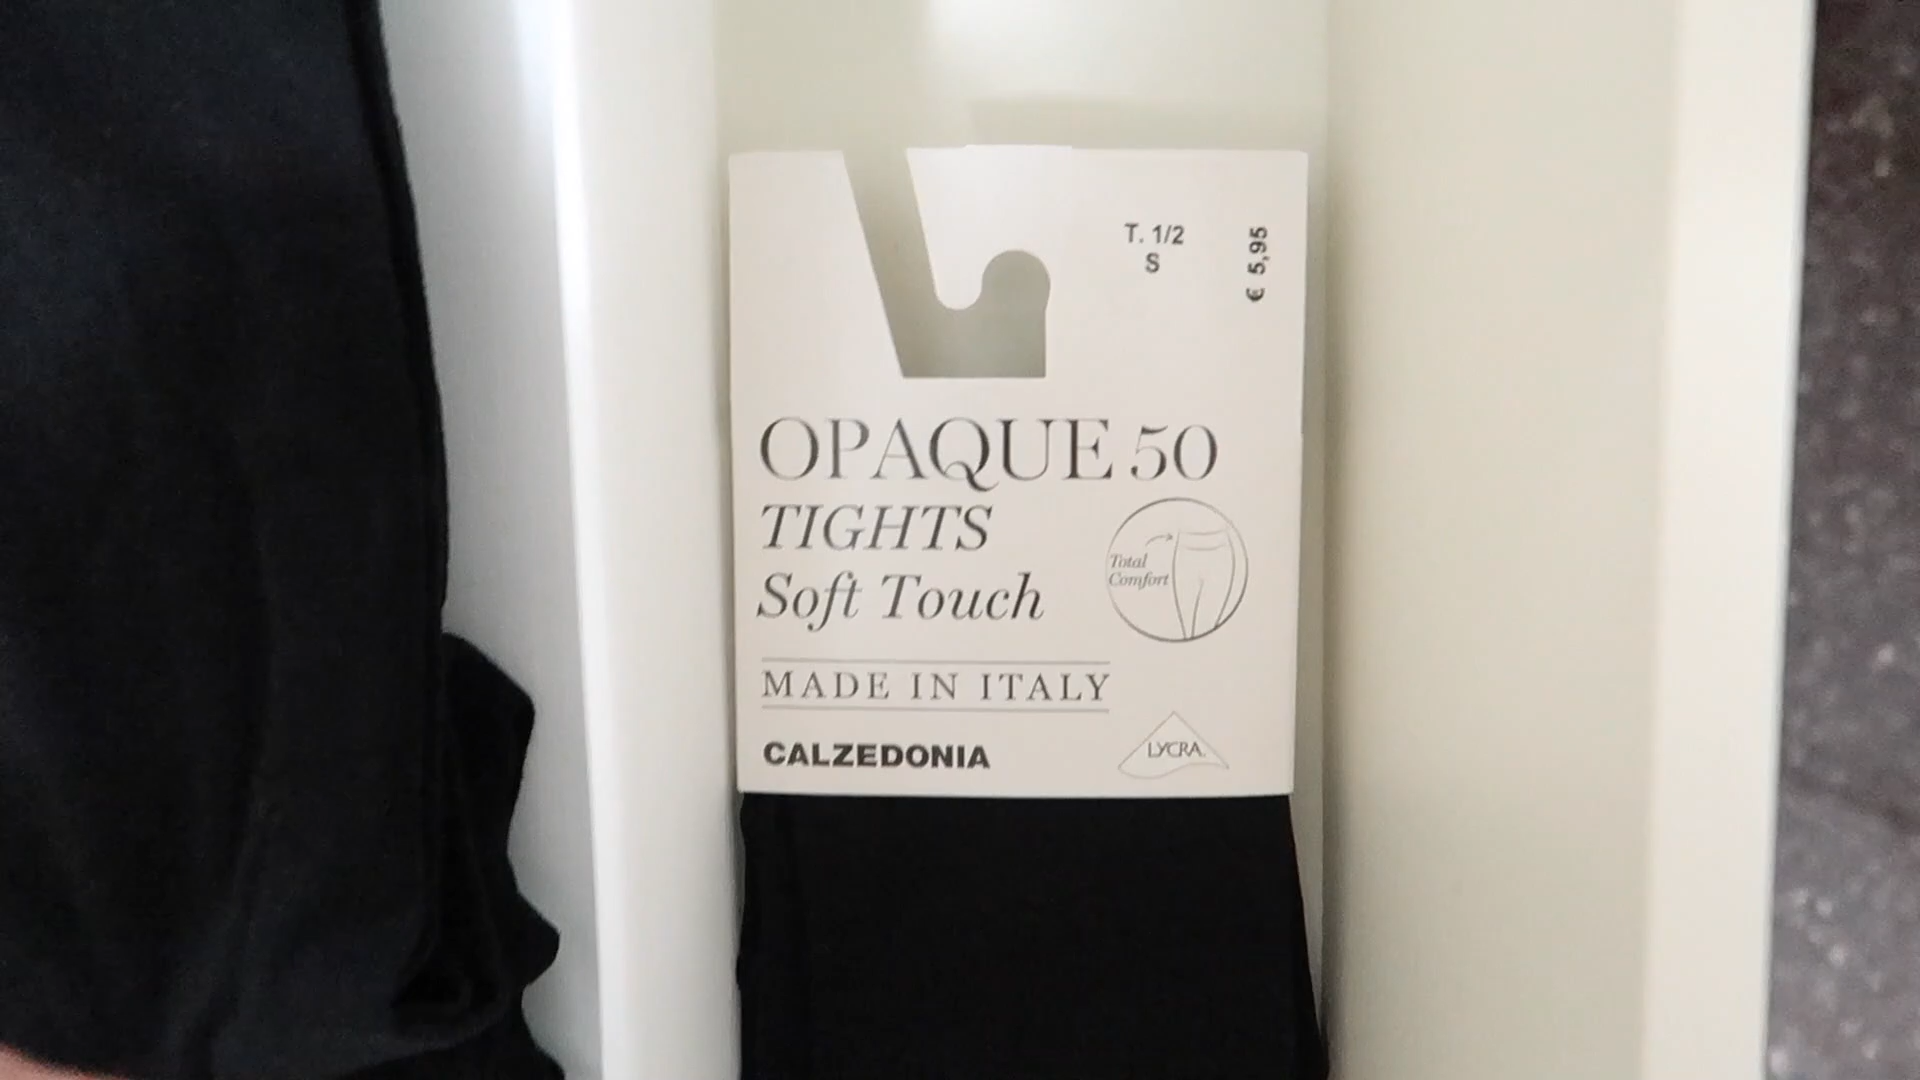 T. 1/2
S
€ 5,95
OPAQUE 50
TIGHTS
Soft Touch
Total
Comfort
MADE IN ITALY
CALZEDONIA
LYCRA.